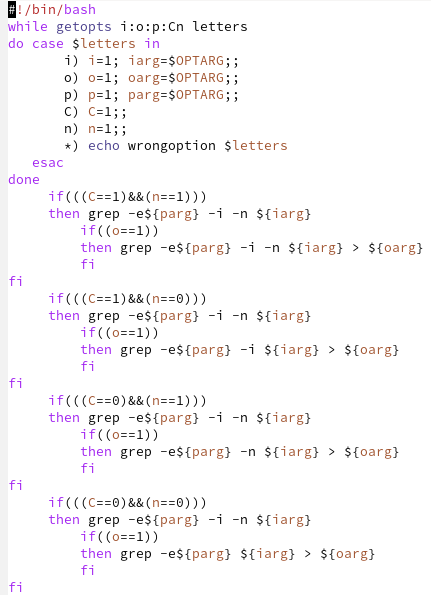 #!/bin/bash
while getopts i:o:p:Cn letters
do case $letters in
       i) i=1; iarg=$OPTARG;;
       o) o=1; oarg=$OPTARG;;
       p) p=1; parg=$OPTARG;;
       C) C=1;;
       n) n=1;;
       *) echo wrongoption $letters
   esac
done
     if(((C==1)&&(n==1)))
     then grep -e${parg} -i -n ${iarg}
         if((o==1))
         then grep -e${parg} -i -n ${iarg} > ${oarg}
         fi
fi
     if(((C==1)&&(n==0)))
     then grep -e${parg} -i -n ${iarg}
         if((o==1))
         then grep -e${parg} -i ${iarg} > ${oarg}
         fi
fi
     if(((C==0)&&(n==1)))
     then grep -e${parg} -i -n ${iarg}
         if((o==1))
         then grep -e${parg} -n ${iarg} > ${oarg}
         fi
fi
     if(((C==0)&&(n==0)))
     then grep -e${parg} -i -n ${iarg}
         if((o==1))
         then grep -e${parg} ${iarg} > ${oarg}
         fi
fi